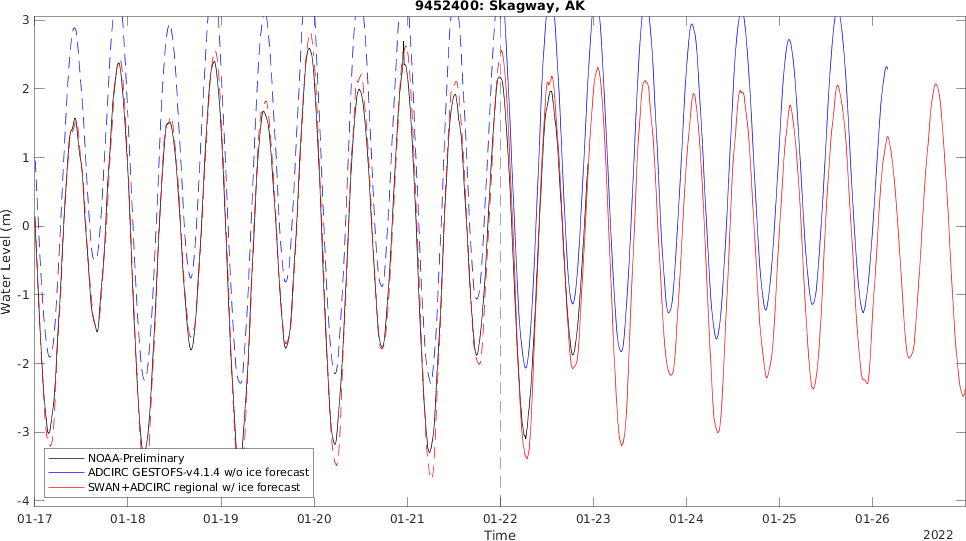 9452400: Skagway, AK
3
2
1
0
-1
-2
-3
-4
Water Level (m)
NOAA-Preliminary
ADCIRC GESTOFS-v4.1.4 w/o ice forecast
SWAN+ADCIRC regional w/ ice forecast
01-17 01-18 01-19 01-20 01-21 01-22 01-23 01-24 01-25 01-26
Time
2022